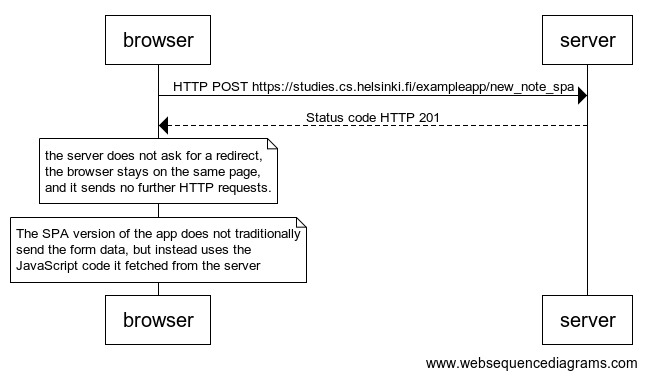 browser
server
HTTP POST https://studies.cs.helsinki.fi/exampleapp/new_note_spa
Status code HTTP 201
the server does not ask for a redirect,
the browser stays on the same page,
and it sends no further HTTP requests.
The SPA version of the app does not traditionally
send the form data, but instead uses the
JavaScript code it fetched from the server
browser
server
www.websequencediagrams.com